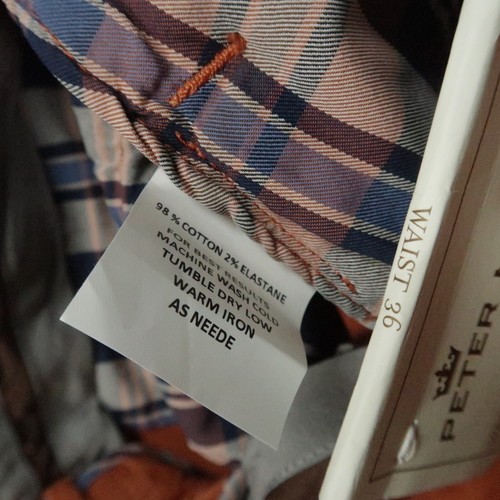 98 % COTTON 2% ELASTANE
FOR BEET RESULTS
MACHINE WASH COLD
TUMBLE DRY LOW
WARM IRON
AS NEEDE
WAIST 36
PETER